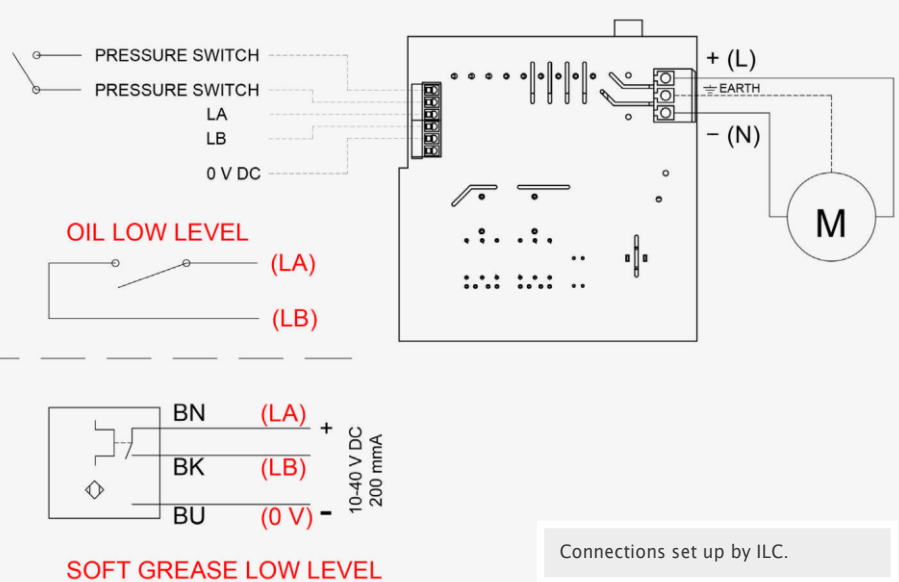 PRESSURE SWITCH
PRESSURE SWITCH
LA
LB
0 V DC
+ (L)
EARTH
− (N)
M
OIL LOW LEVEL
(LA)
(LB)
BN (LA) +
BK (LB)
BU (0 V) -
10-40 V DC
200 mmA
SOFT GREASE LOW LEVEL
Connections set up by ILC.